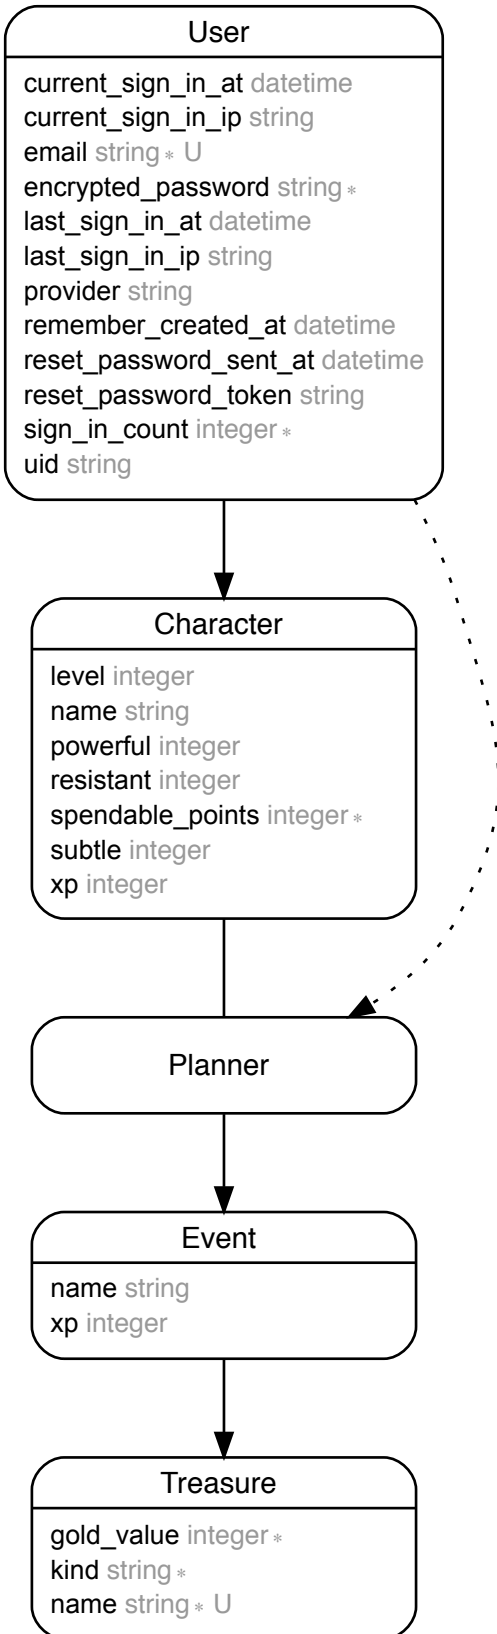 User
current_sign_in_at datetime
current_sign_in_ip string
email string * U
encrypted_password string *
last_sign_in_at datetime
last_sign_in_ip string
provider string
remember_created_at datetime
reset_password_sent_at datetime
reset_password_token string
sign_in_count integer *
uid string
Character
level integer
name string
powerful integer
resistant integer
spendable_points integer *
subtle integer
xp integer
Planner
Event
name string
xp integer
Treasure
gold_value integer *
kind string *
name string * U